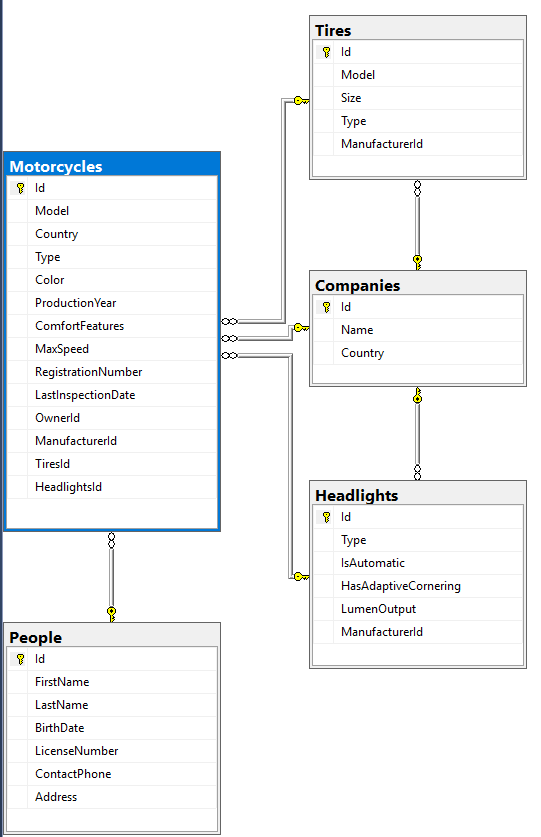 Tires
Id
Model
Size
Type
ManufacturerId
Motorcycles
Id
Model
Country
Type
Color
ProductionYear
ComfortFeatures
MaxSpeed
RegistrationNumber
LastInspectionDate
OwnerId
ManufacturerId
TiresId
HeadlightsId
Companies
Id
Name
Country
Headlights
Id
Type
IsAutomatic
HasAdaptiveCornering
LumenOutput
ManufacturerId
People
Id
FirstName
LastName
BirthDate
LicenseNumber
ContactPhone
Address